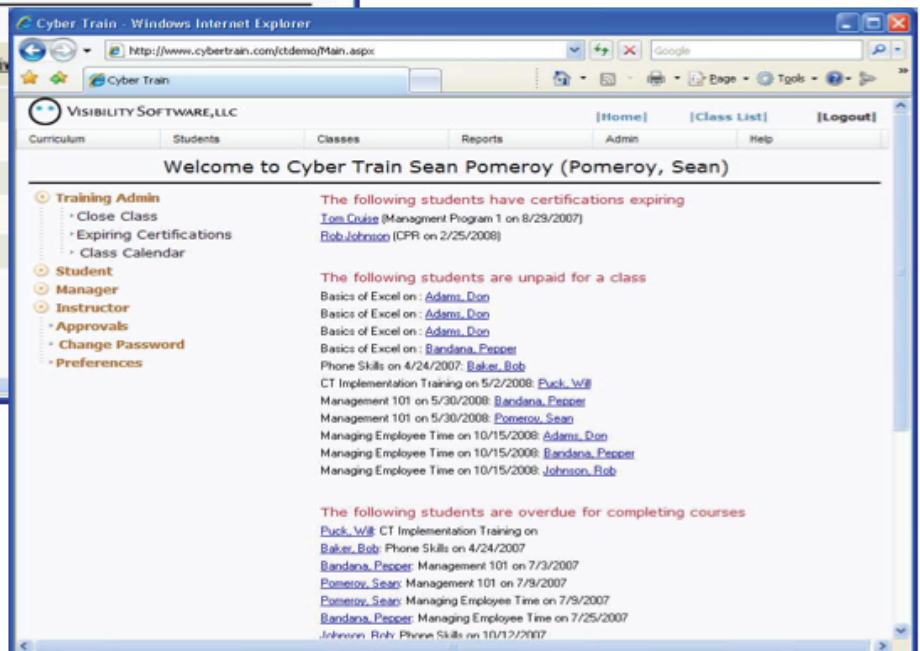 Cyber Train - Windows Internet Explorer
http://www.cybertrain.com/ctdemo/Main.aspx
Google
Cyber Train
Page
Tools
VISIBILITY SOFTWARE,LLC
[Home] [Class List] [Logout]
Curriculum Students Classes Reports Admin Help
Welcome to Cyber Train Sean Pomeroy (Pomeroy, Sean)
Training Admin
Close Class
Expiring Certifications
Class Calendar
Student
Manager
Instructor
Approvals
Change Password
Preferences
The following students have certifications expiring
Tom Cruise (Managment Program 1 on 8/29/2007)
Rob Johnson (CPR on 2/25/2008)
The following students are unpaid for a class
Basics of Excel on : Adams, Don
Basics of Excel on : Adams, Don
Basics of Excel on : Adams, Don
Basics of Excel on : Bandana, Pepper
Phone Skills on 4/24/2007: Baker, Bob
CT Implementation Training on 5/2/2008: Puck, Will
Management 101 on 5/30/2008: Bandana, Pepper
Management 101 on 5/30/2008: Pomeroy, Sean
Managing Employee Time on 10/15/2008: Adams, Don
Managing Employee Time on 10/15/2008: Bandana, Pepper
Managing Employee Time on 10/15/2008: Johnson, Rob
The following students are overdue for completing courses
Puck, Will: CT Implementation Training on
Baker, Bob: Phone Skills on 4/24/2007
Bandana, Pepper: Management 101 on 7/3/2007
Pomeroy, Sean: Management 101 on 7/9/2007
Pomeroy, Sean: Managing Employee Time on 7/9/2007
Bandana, Pepper: Managing Employee Time on 7/25/2007
Johnson, Rob: Phone Skills on 10/12/2007